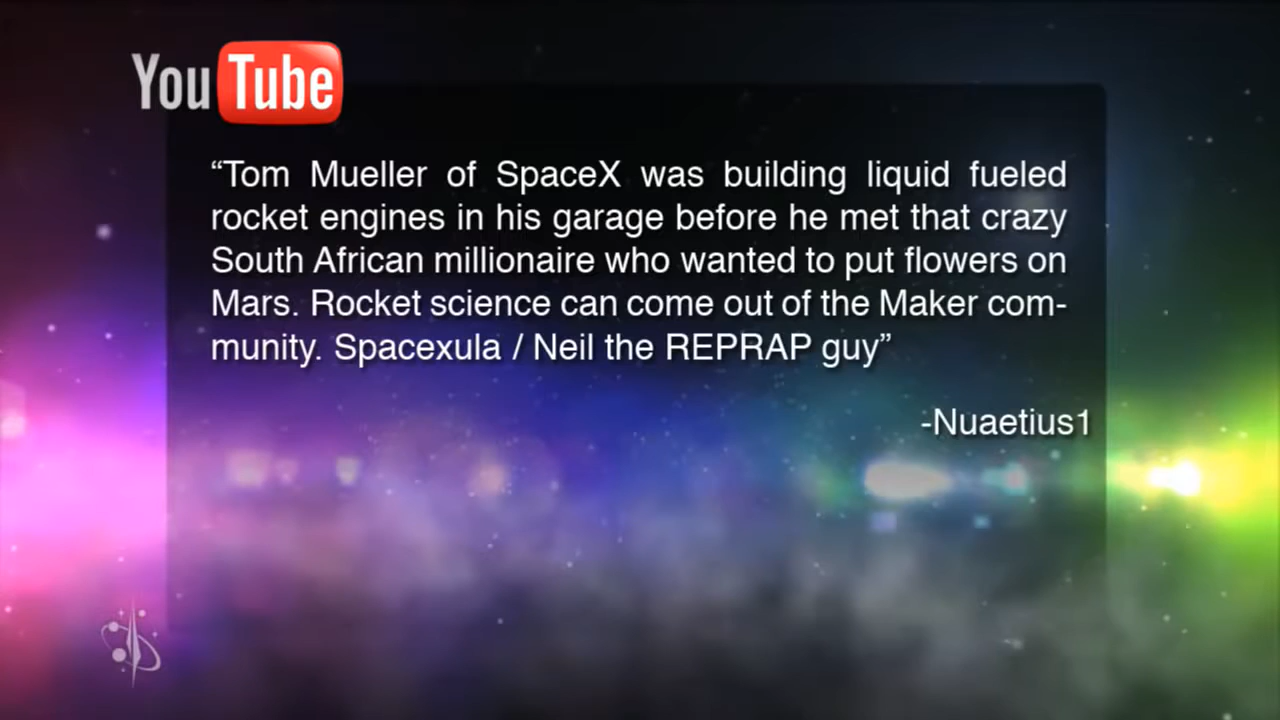 YouTube
“Tom Mueller of SpaceX was building liquid fueled
rocket engines in his garage before he met that crazy
South African millionaire who wanted to put flowers on
Mars. Rocket science can come out of the Maker com-
munity. Spacexula / Neil the REPRAP guy”
-Nuaetius1